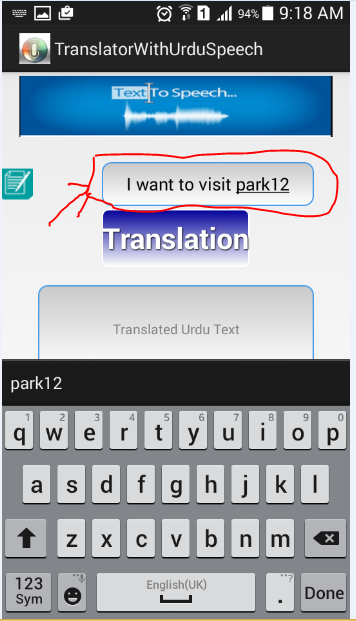 1 94% 9:18 AM
TranslatorWithUrduSpeech
Text To Speech...
I want to visit park12
Translation
Translated Urdu Text
park12
1 2 3 4 5 6 7 8 9 0
q w e r t y u i o p
a s d f g h j k l
z x c v b n m
123 Sym English(UK) . ? Done